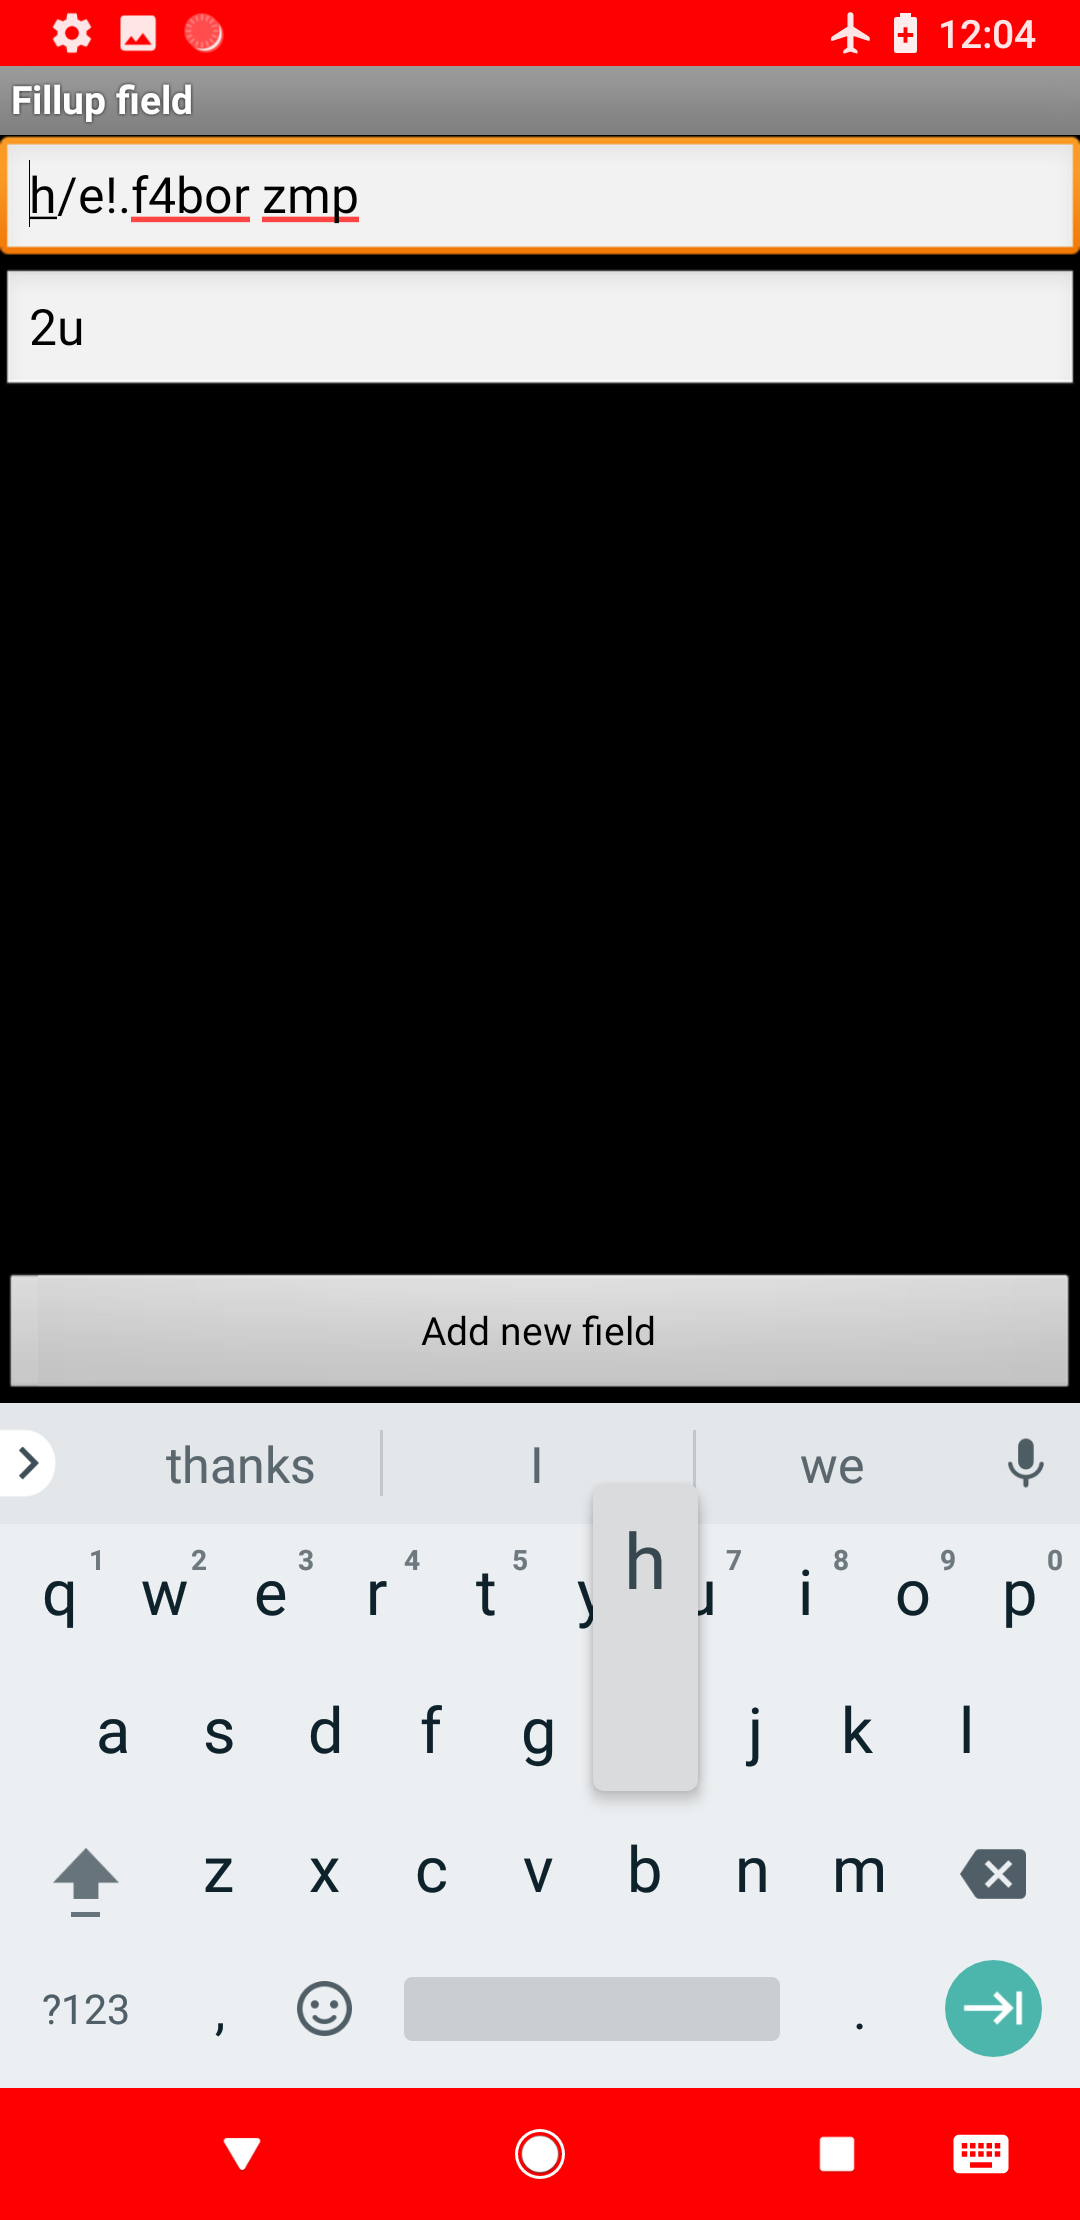 12:04
Fillup field
h/e!.f4bor zmp
2u
Add new field
thanks I we
h
q 1 w 2 e 3 r 4 t 5 y u 7 i 8 o 9 p 0
a s d f g j k l
z x c v b n m
?123 , .